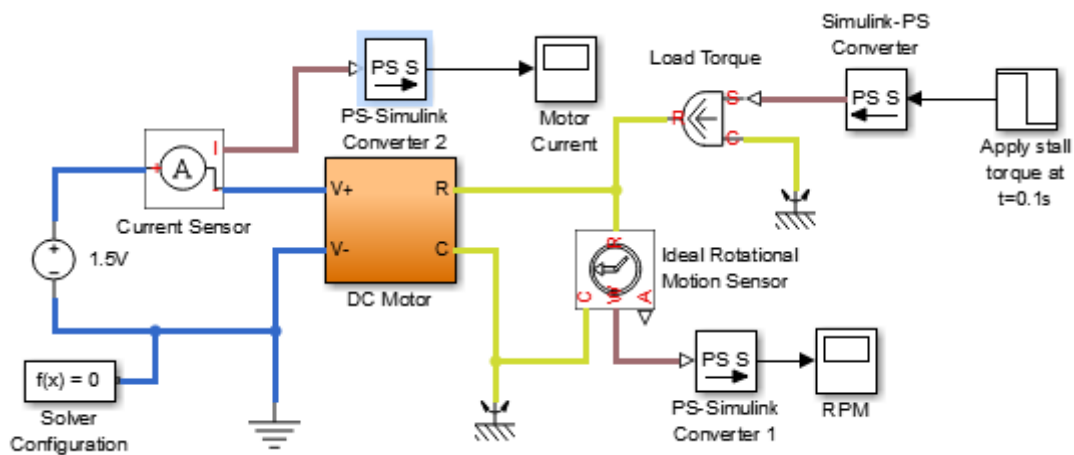 Simulink-PS
Converter
PS S
Load Torque
S
R
C
PS S
PS-Simulink
Converter 2
Motor
Current
Apply stall
torque at
t=0.1s
I
A
Current Sensor
+
-
1.5V
V+
V-
R
C
DC Motor
R
C
W
A
Ideal Rotational
Motion Sensor
f(x) = 0
Solver
Configuration
PS S
PS-Simulink
Converter 1
RPM